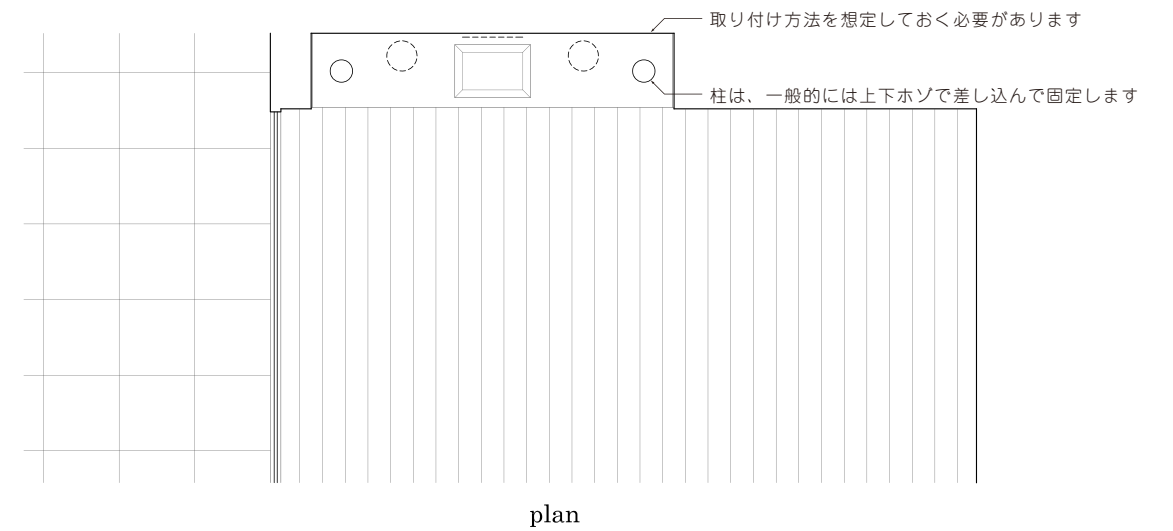 取り付け方法を想定しておく必要があります
柱は、一般的には上下ホゾで差し込んで固定します
plan